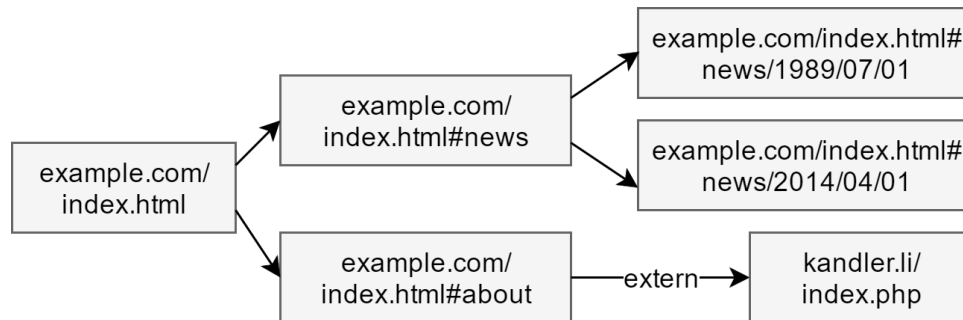 example.com/
index.html
example.com/
index.html#news
example.com/index.html#
news/1989/07/01
example.com/index.html#
news/2014/04/01
example.com/
index.html#about
extern
kandler.li/
index.php